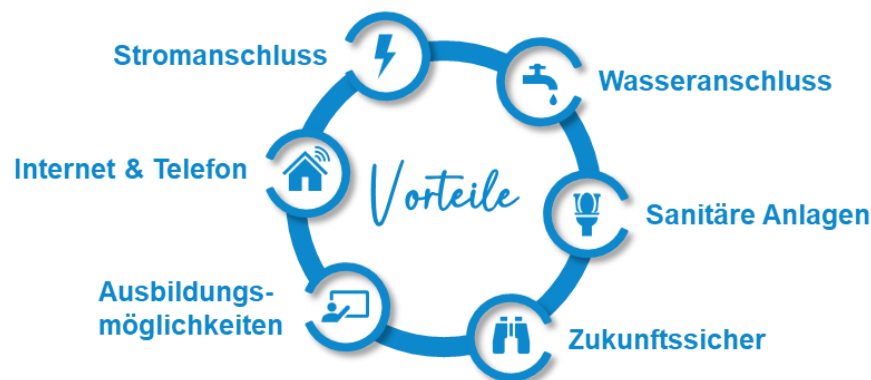 Stromanschluss
Wasseranschluss
Internet & Telefon
Vorteile
Sanitäre Anlagen
Ausbildungs-
möglichkeiten
Zukunftssicher